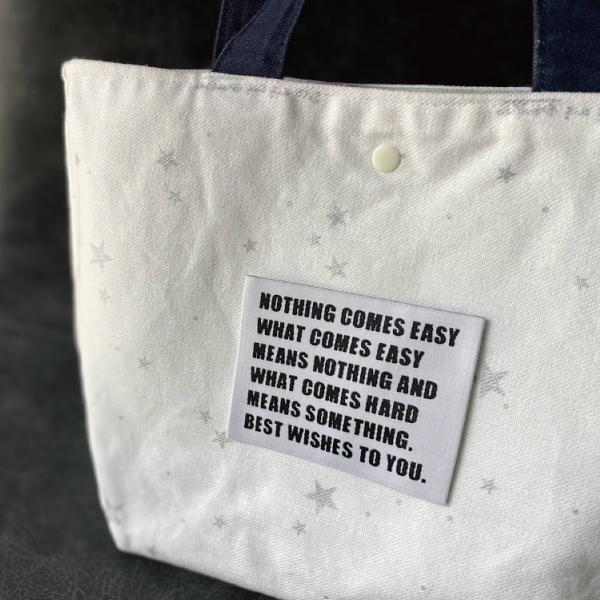 NOTHING COMES EASY
WHAT COMES EASY
MEANS NOTHING AND
WHAT COMES HARD
MEANS SOMETHING.
BEST WISHES TO YOU.